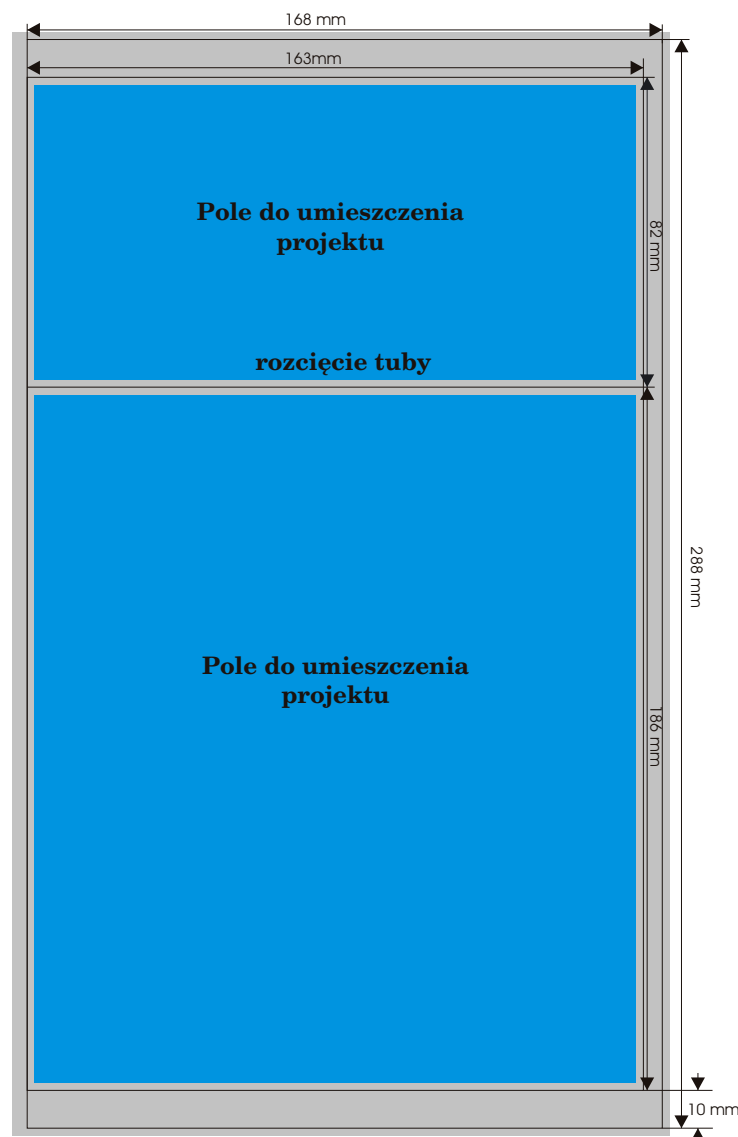 168 mm
163mm
Pole do umieszczenia
projektu
82 mm
rozcięcie tuby
288 mm
Pole do umieszczenia
projektu
186 mm
10 mm